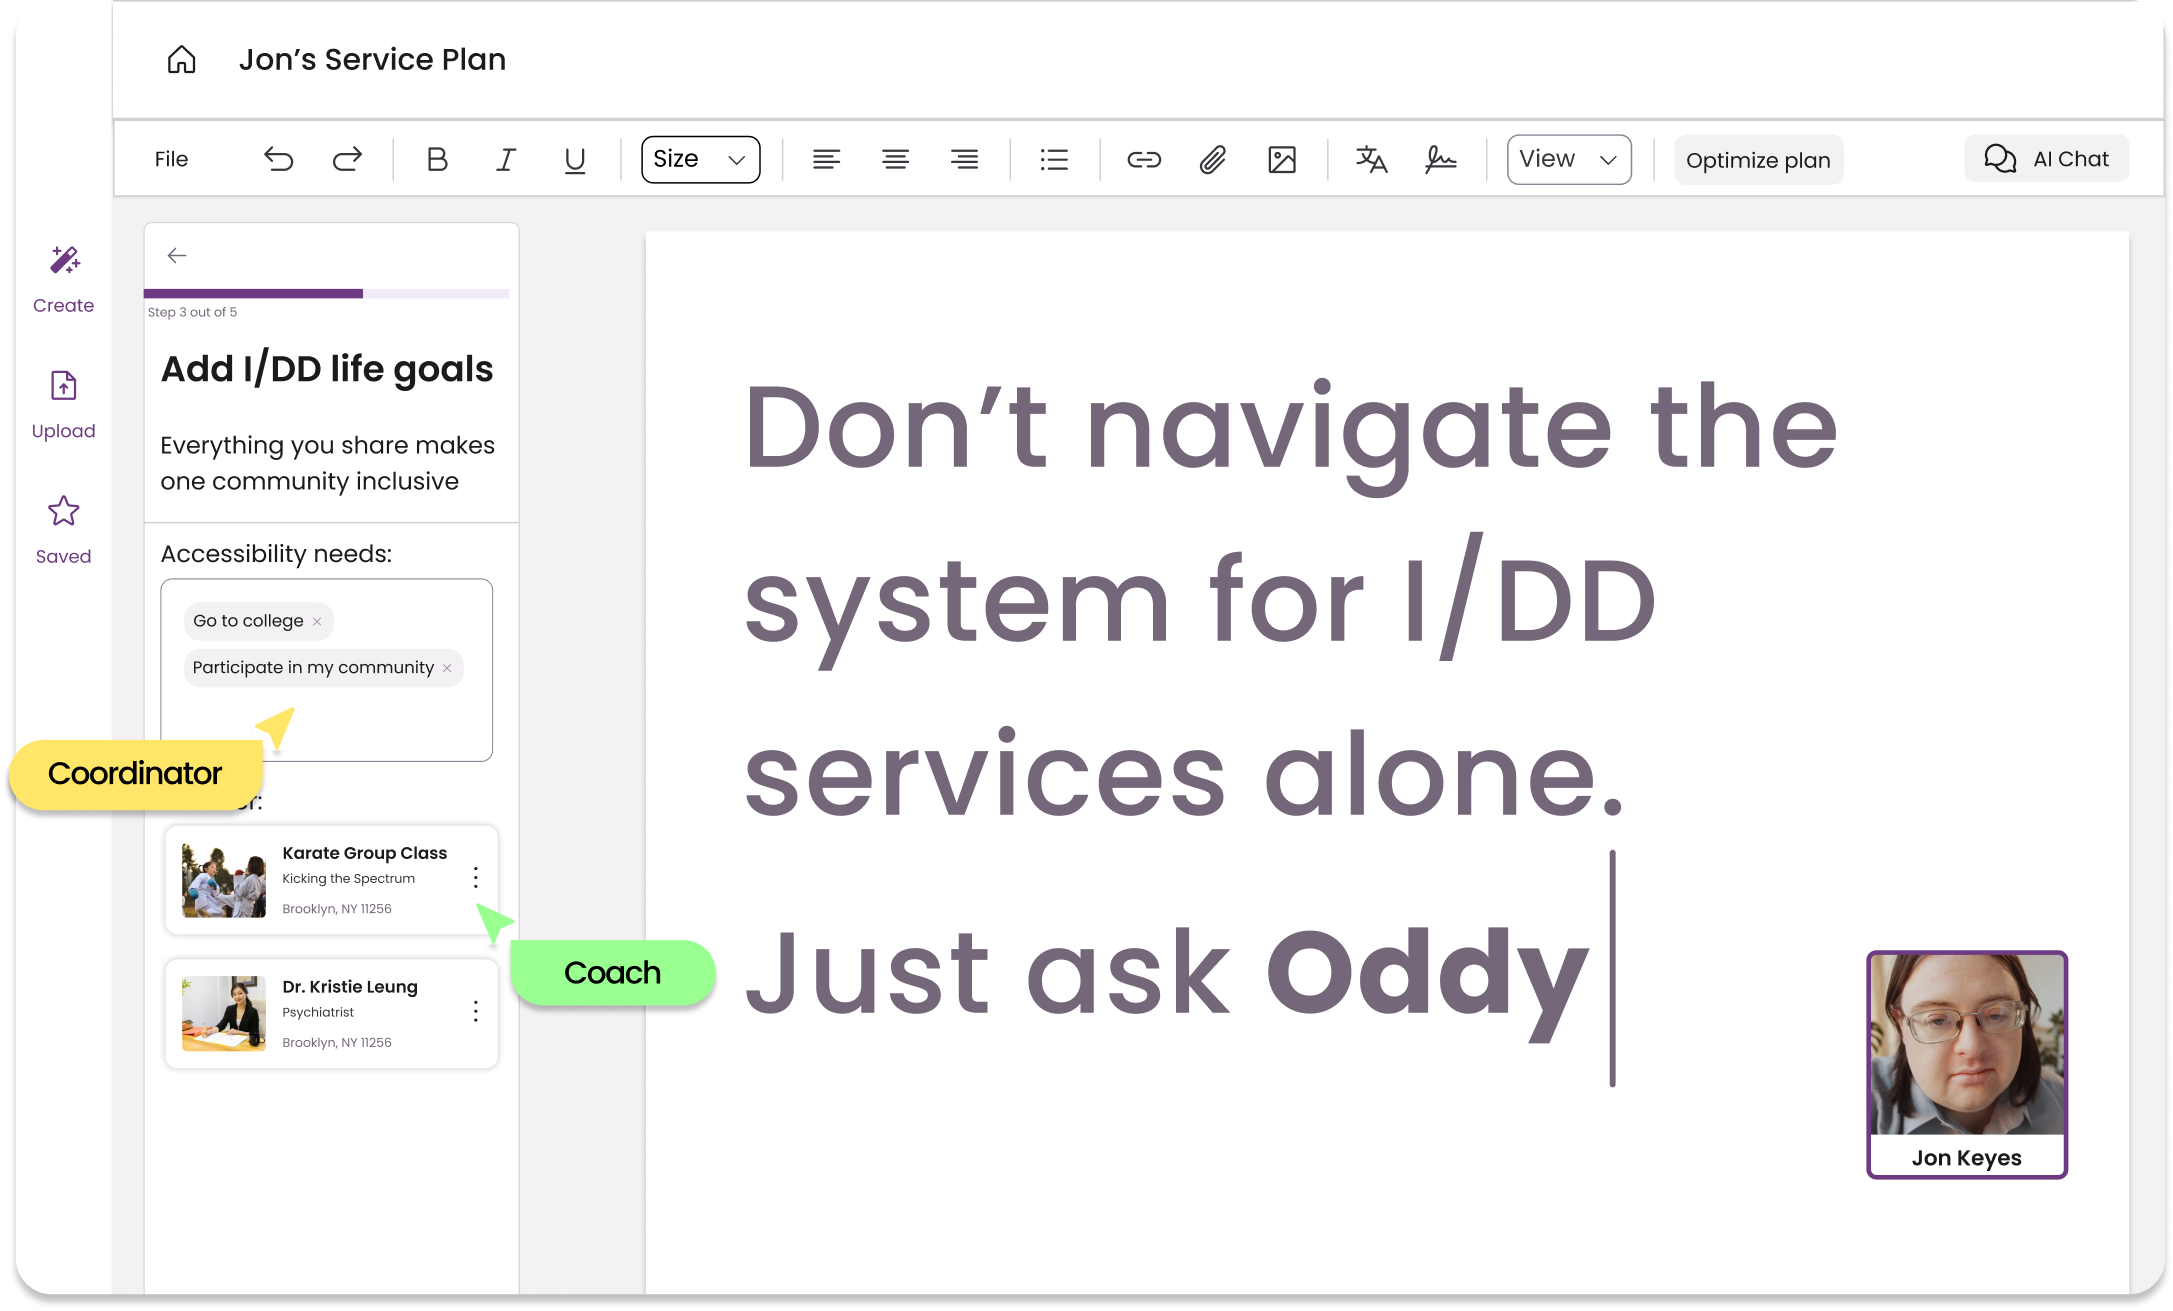 Jon’s Service Plan
File
Size
View
Optimize plan
AI Chat
Create
Upload
Saved
Step 3 out of 5
Add I/DD life goals
Everything you share makes
one community inclusive
Accessibility needs:
Go to college ×
Participate in my community ×
Coordinator
Karate Group Class
Kicking the Spectrum
Brooklyn, NY 11256
Coach
Dr. Kristie Leung
Psychiatrist
Brooklyn, NY 11256
Don’t navigate the
system for I/DD
services alone.
Just ask Oddy
Jon Keyes